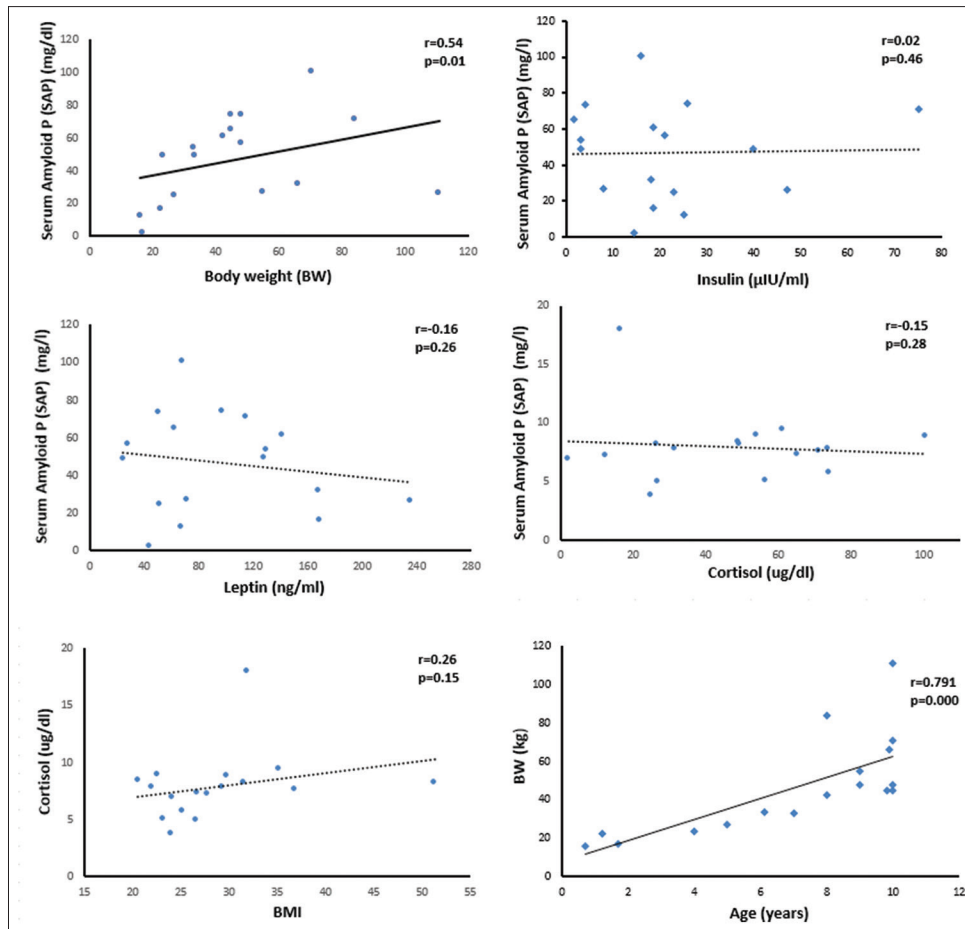 Serum Amyloid P (SAP) (mg/dl)
120
100
80
60
40
20
0
0 20 40 60 80 100 120
Body weight (BW)
r=0.54
p=0.01
Serum Amyloid P (SAP) (mg/l)
120
100
80
60
40
20
0
0 10 20 30 40 50 60 70 80
Insulin (µIU/ml)
r=0.02
p=0.46
Serum Amyloid P (SAP) (mg/l)
120
100
80
60
40
20
0
0 40 80 120 160 200 240 280
Leptin (ng/ml)
r=-0.16
p=0.26
Serum Amyloid P (SAP) (mg/l)
20
15
10
5
0
0 20 40 60 80 100
Cortisol (ug/dl)
r=-0.15
p=0.28
Cortisol (ug/dl)
20
15
10
5
0
15 20 25 30 35 40 45 50 55
BMI
r=0.26
p=0.15
BW (kg)
120
100
80
60
40
20
0
0 2 4 6 8 10 12
Age (years)
r=0.791
p=0.000